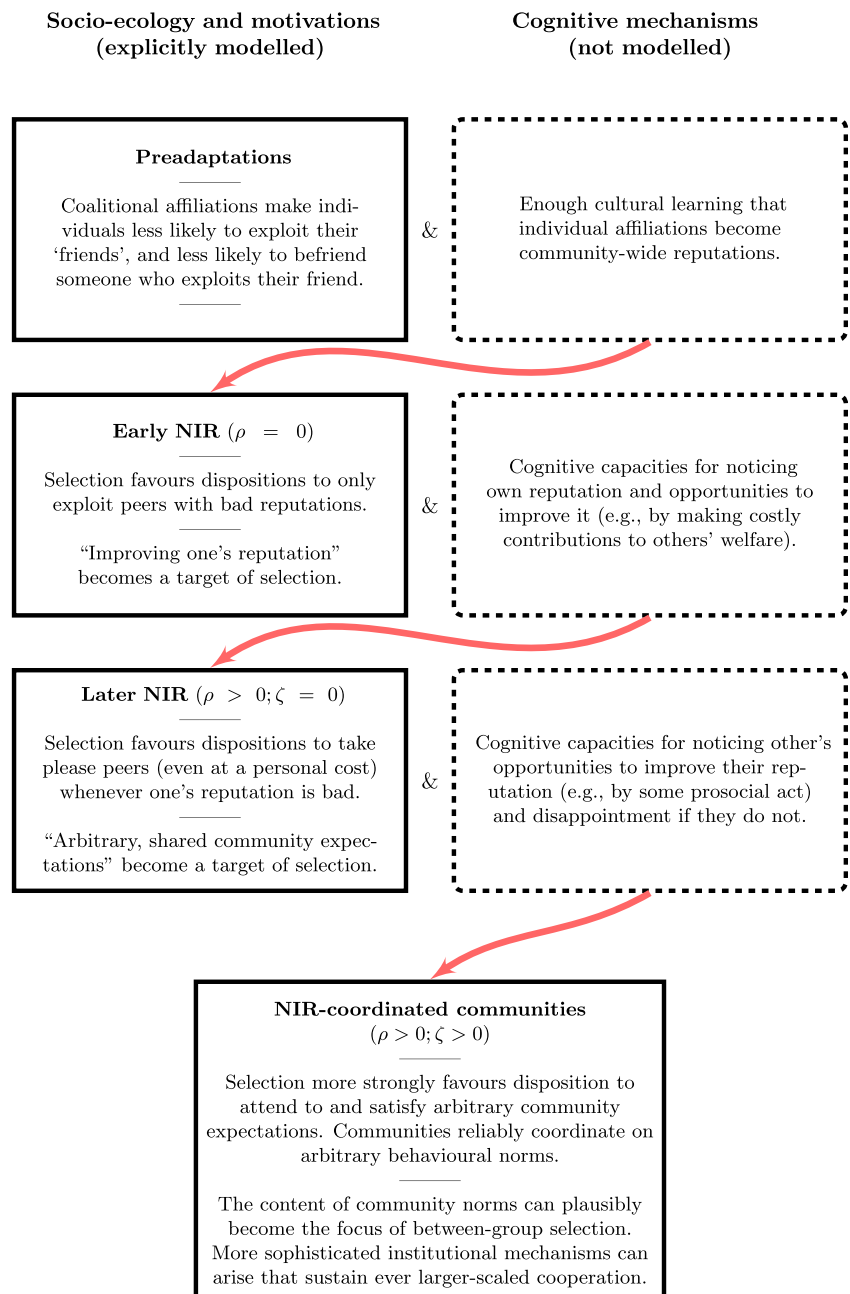 Socio-ecology and motivations
(explicitly modelled)
Cognitive mechanisms
(not modelled)
Preadaptations
Coalitional affiliations make indi-
viduals less likely to exploit their
‘friends’, and less likely to befriend
someone who exploits their friend.
&
Enough cultural learning that
individual affiliations become
community-wide reputations.
Early NIR (ρ = 0)
Selection favours dispositions to only
exploit peers with bad reputations.
“Improving one’s reputation”
becomes a target of selection.
&
Cognitive capacities for noticing
own reputation and opportunities to
improve it (e.g., by making costly
contributions to others’ welfare).
Later NIR (ρ > 0; ζ = 0)
Selection favours dispositions to take
please peers (even at a personal cost)
whenever one’s reputation is bad.
“Arbitrary, shared community expec-
tations” become a target of selection.
&
Cognitive capacities for noticing other’s
opportunities to improve their rep-
utation (e.g., by some prosocial act)
and disappointment if they do not.
NIR-coordinated communities
(ρ > 0; ζ > 0)
Selection more strongly favours disposition to
attend to and satisfy arbitrary community
expectations. Communities reliably coordinate on
arbitrary behavioural norms.
The content of community norms can plausibly
become the focus of between-group selection.
More sophisticated institutional mechanisms can
arise that sustain ever larger-scaled cooperation.